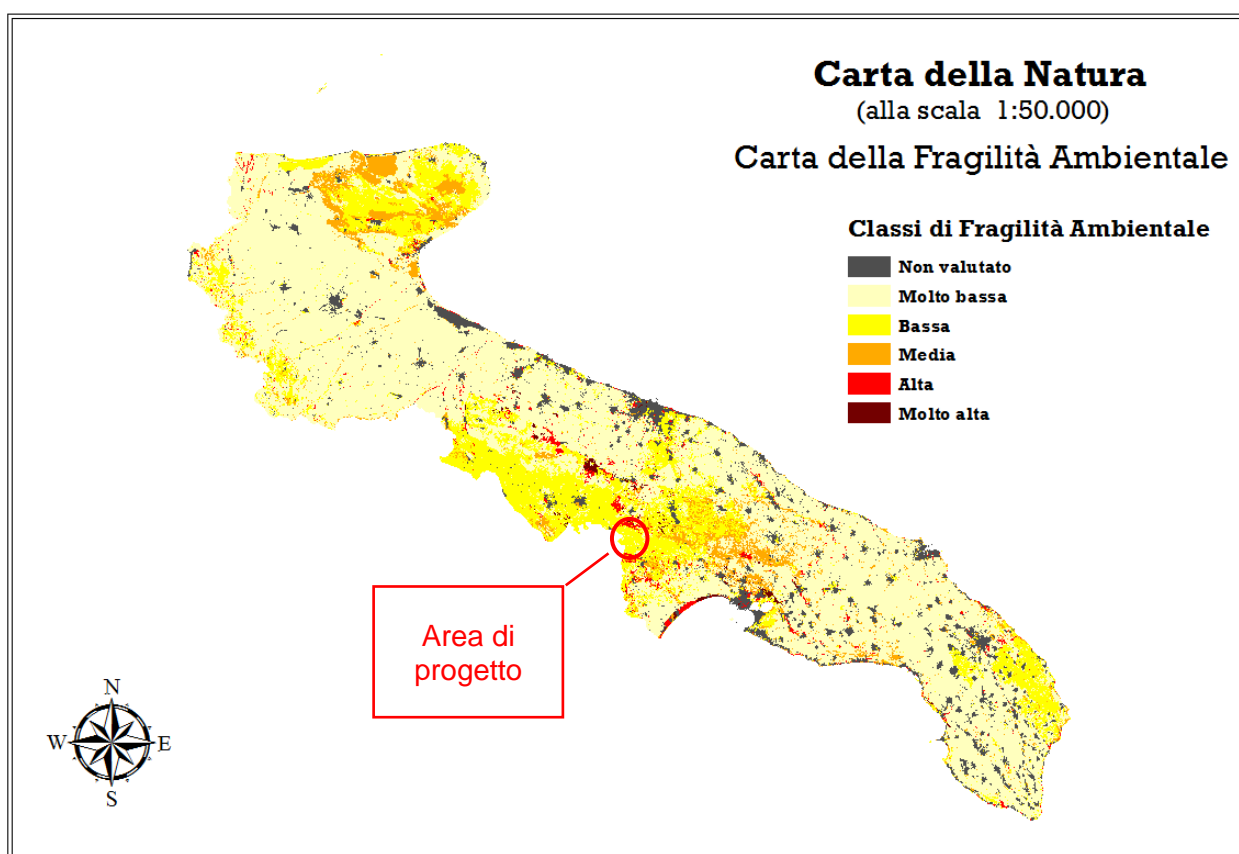 Carta della Natura
(alla scala 1:50.000)
Carta della Fragilità Ambientale
Classi di Fragilità Ambientale
Non valutato
Molto bassa
Bassa
Media
Alta
Molto alta
Area di
progetto
N
W
E
S